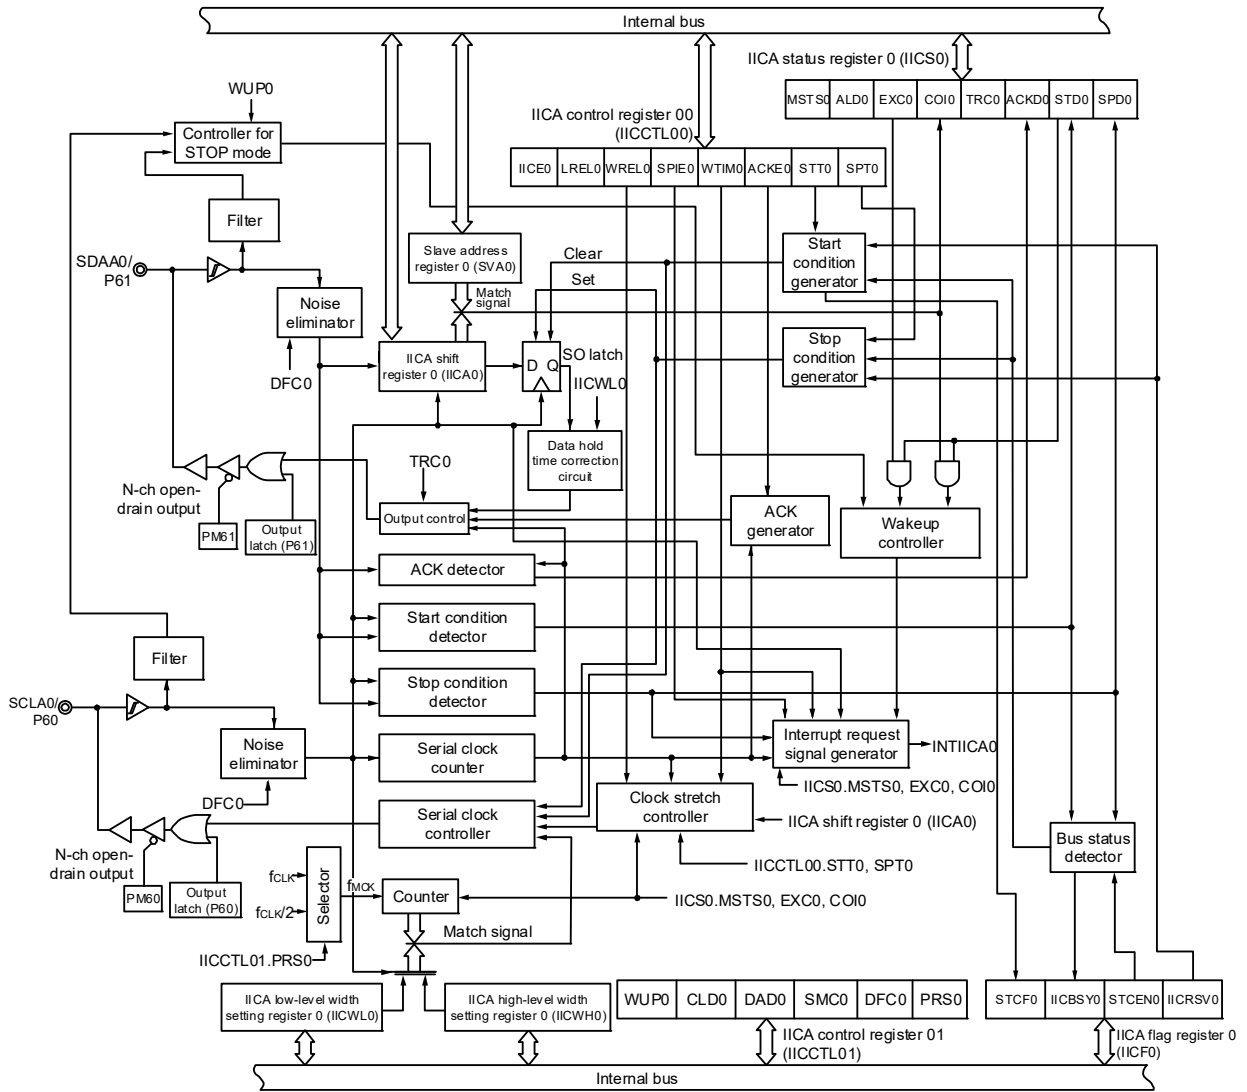 Internal bus
IICA status register 0 (IICS0)
MSTS0 ALD0 EXC0 COI0 TRC0 ACKD0 STD0 SPD0
WUP0
Controller for
STOP mode
IICA control register 00
(IICCTL00)
IICE0 LREL0 WREL0 SPIE0 WTIM0 ACKE0 STT0 SPT0
Filter
SDAA0/
P61
Slave address
register 0 (SVA0)
Clear
Set
Match
signal
Start
condition
generator
Noise
eliminator
DFC0
IICA shift
register 0 (IICA0)
D Q
SO latch
IICWL0
Stop
condition
generator
Data hold
time correction
circuit
TRC0
N-ch open-
drain output
PM61
Output
latch (P61)
Output control
ACK
generator
Wakeup
controller
ACK detector
Start condition
detector
Filter
Stop condition
detector
SCLA0/
P60
Noise
eliminator
DFC0
Serial clock
counter
Interrupt request
signal generator
INTIICA0
IICS0.MSTS0, EXC0, COI0
Serial clock
controller
Clock stretch
controller
IICA shift register 0 (IICA0)
Bus status
detector
N-ch open-
drain output
PM60
Output
latch (P60)
IICCTL00.STT0, SPT0
fCLK
fCLK/2
Selector
fMCK
Counter
IICS0.MSTS0, EXC0, COI0
Match signal
IICCTL01.PRS0
IICA low-level width
setting register 0 (IICWL0)
IICA high-level width
setting register 0 (IICWH0)
WUP0 CLD0 DAD0 SMC0 DFC0 PRS0
IICA control register 01
(IICCTL01)
STCF0 IICBSY0 STCEN0 IICRSV0
IICA flag register 0
(IICF0)
Internal bus